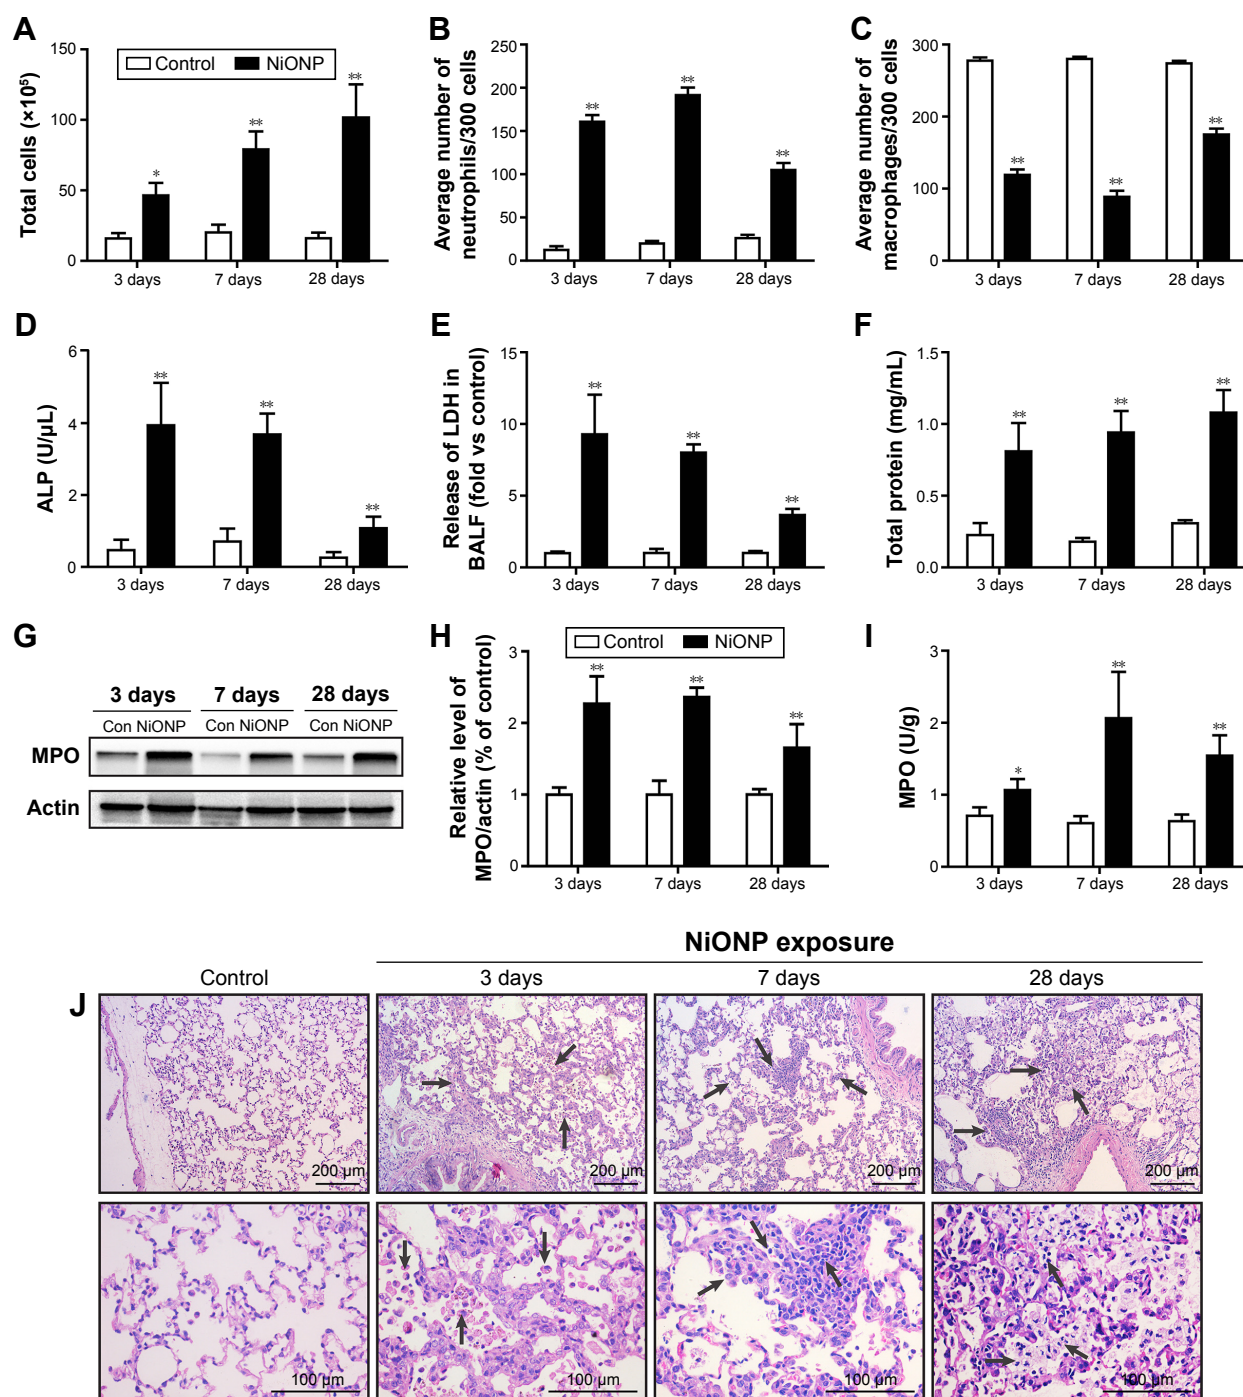 A
Total cells (×10⁵)
150
100
50
0
Control
NiONP
*
**
**
3 days
7 days
28 days
B
Average number of
neutrophils/300 cells
250
200
150
100
50
0
**
**
**
3 days
7 days
28 days
C
Average number of
macrophages/300 cells
300
200
100
0
**
**
**
3 days
7 days
28 days
D
ALP (U/µL)
6
4
2
0
**
**
**
3 days
7 days
28 days
E
Release of LDH in
BALF (fold vs control)
15
10
5
0
**
**
**
3 days
7 days
28 days
F
Total protein (mg/mL)
1.5
1.0
0.5
0.0
**
**
**
3 days
7 days
28 days
G
3 days 7 days 28 days
Con NiONP Con NiONP Con NiONP
MPO
Actin
H
Relative level of
MPO/actin (% of control)
3
2
1
0
Control
NiONP
**
**
**
3 days
7 days
28 days
I
MPO (U/g)
3
2
1
0
*
**
**
3 days
7 days
28 days
J
NiONP exposure
Control 3 days 7 days 28 days
200 µm 200 µm 200 µm 200 µm
100 µm 100 µm 100 µm 100 µm